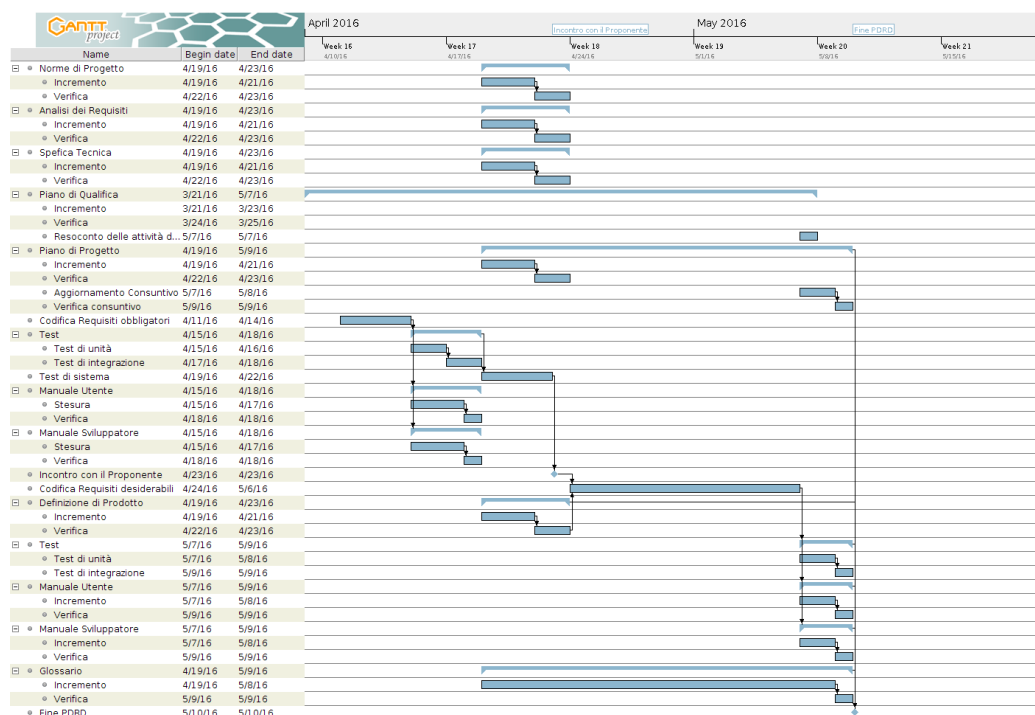 GANTT
project
April 2016
May 2016
Incontro con il Proponente
Fine PDRD
Week 16
Week 17
Week 18
Week 19
Week 20
Week 21
4/10/16
4/17/16
4/24/16
5/1/16
5/8/16
5/15/16
Name Begin date End date
Norme di Progetto 4/19/16 4/23/16
Incremento 4/19/16 4/21/16
Verifica 4/22/16 4/23/16
Analisi dei Requisiti 4/19/16 4/23/16
Incremento 4/19/16 4/21/16
Verifica 4/22/16 4/23/16
Spefica Tecnica 4/19/16 4/23/16
Incremento 4/19/16 4/21/16
Verifica 4/22/16 4/23/16
Piano di Qualifica 3/21/16 5/7/16
Incremento 3/21/16 3/23/16
Verifica 3/24/16 3/25/16
Resoconto delle attività d... 5/7/16 5/7/16
Piano di Progetto 4/19/16 5/9/16
Incremento 4/19/16 4/21/16
Verifica 4/22/16 4/23/16
Aggiornamento Consuntivo 5/7/16 5/8/16
Verifica consuntivo 5/9/16 5/9/16
Codifica Requisiti obbligatori 4/11/16 4/14/16
Test 4/15/16 4/18/16
Test di unità 4/15/16 4/16/16
Test di integrazione 4/17/16 4/18/16
Test di sistema 4/19/16 4/22/16
Manuale Utente 4/15/16 4/18/16
Stesura 4/15/16 4/17/16
Verifica 4/18/16 4/18/16
Manuale Sviluppatore 4/15/16 4/18/16
Stesura 4/15/16 4/17/16
Verifica 4/18/16 4/18/16
Incontro con il Proponente 4/23/16 4/23/16
Codifica Requisiti desiderabili 4/24/16 5/6/16
Definizione di Prodotto 4/19/16 4/23/16
Incremento 4/19/16 4/21/16
Verifica 4/22/16 4/23/16
Test 5/7/16 5/9/16
Test di unità 5/7/16 5/8/16
Test di integrazione 5/9/16 5/9/16
Manuale Utente 5/7/16 5/9/16
Incremento 5/7/16 5/8/16
Verifica 5/9/16 5/9/16
Manuale Sviluppatore 5/7/16 5/9/16
Incremento 5/7/16 5/8/16
Verifica 5/9/16 5/9/16
Glossario 4/19/16 5/9/16
Incremento 4/19/16 5/8/16
Verifica 5/9/16 5/9/16
Fine PDRD 5/10/16 5/10/16